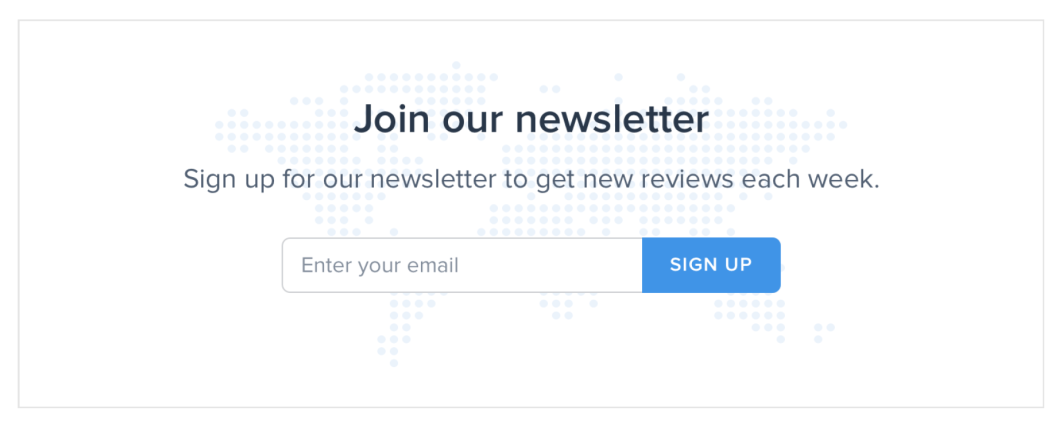 Join our newsletter
Sign up for our newsletter to get new reviews each week.
Enter your email
SIGN UP